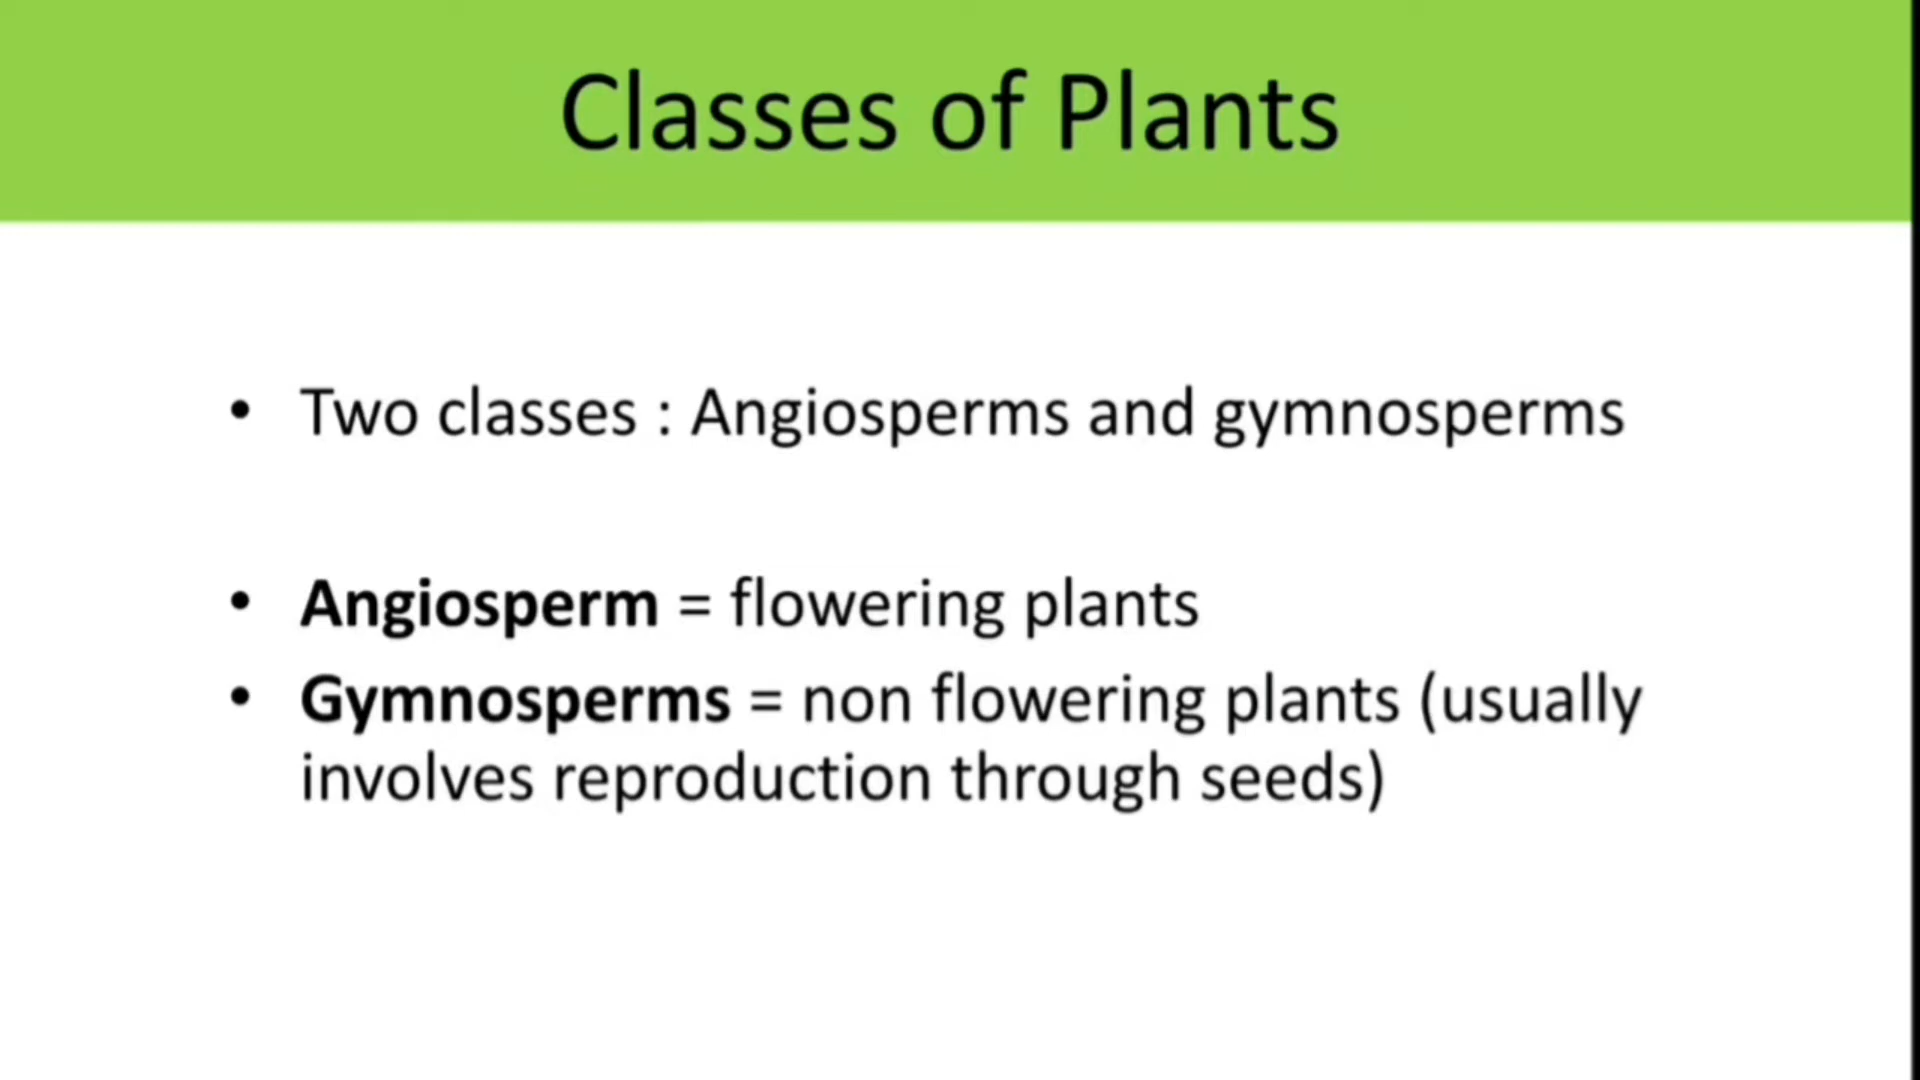 Classes of Plants
• Two classes : Angiosperms and gymnosperms
• Angiosperm = flowering plants
• Gymnosperms = non flowering plants (usually
involves reproduction through seeds)